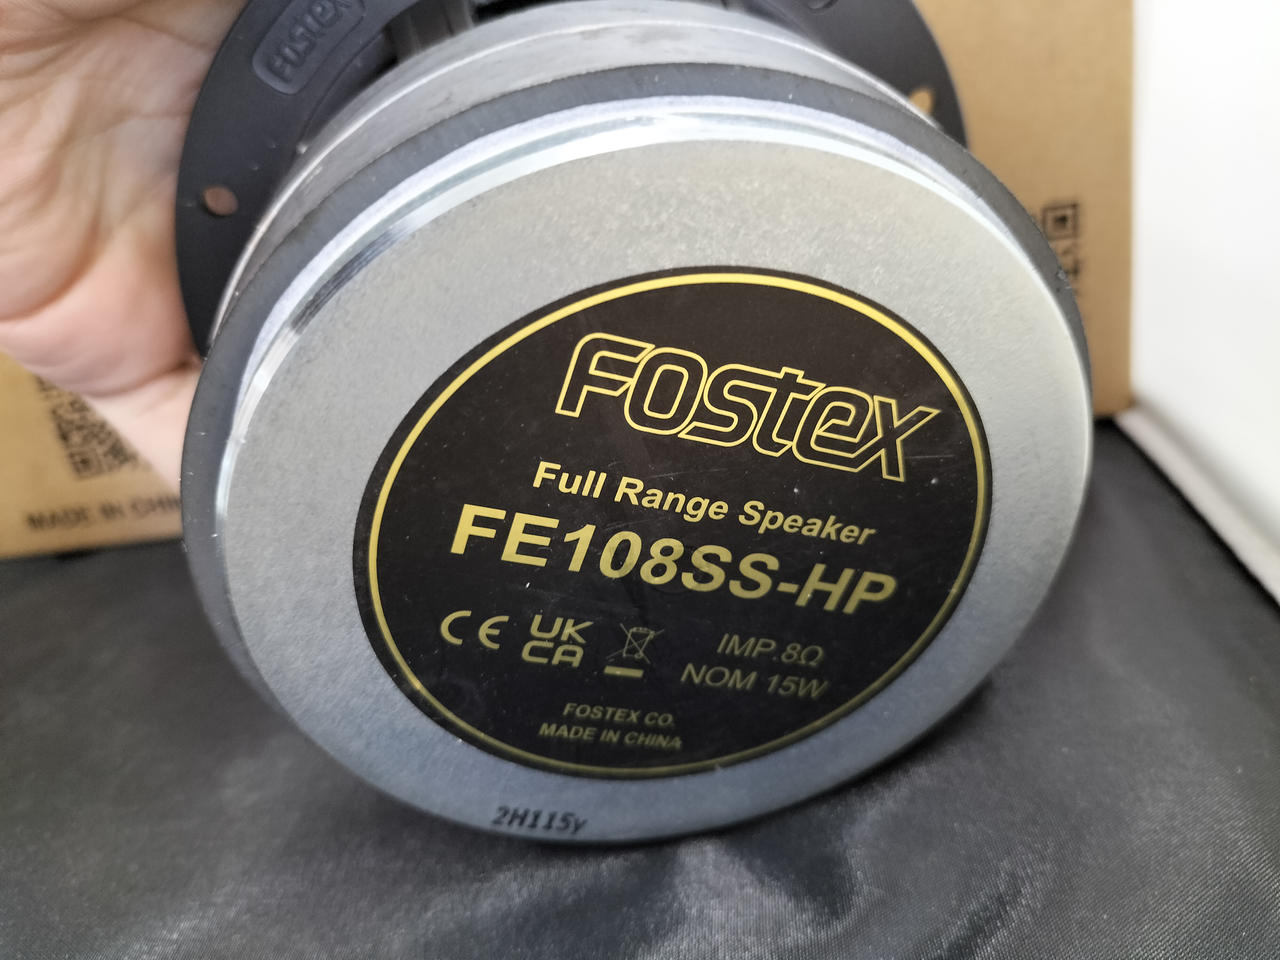 FOSTEX
FOSTEX
Full Range Speaker
FE108SS-HP
CE UK CA
IMP.8Ω
NOM 15W
FOSTEX CO.
MADE IN CHINA
2H115y
MADE IN CHINA